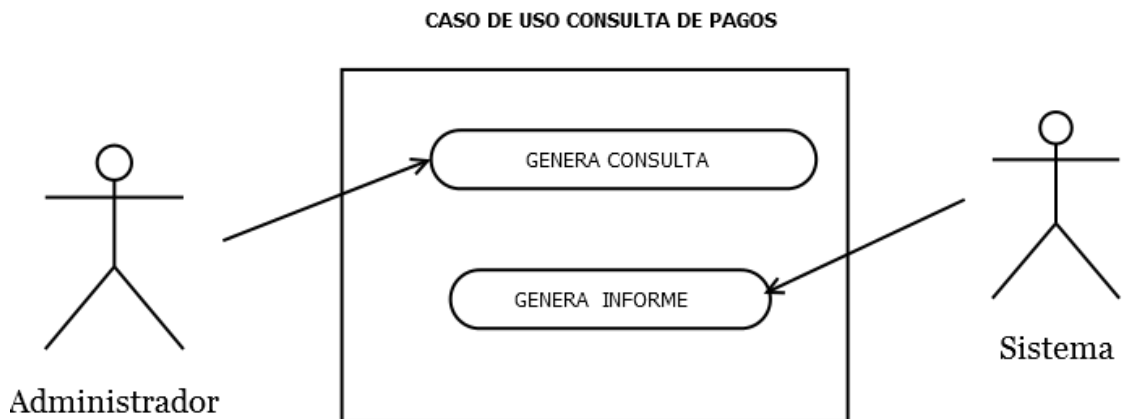 CASO DE USO CONSULTA DE PAGOS
GENERA CONSULTA
GENERA INFORME
Sistema
Administrador